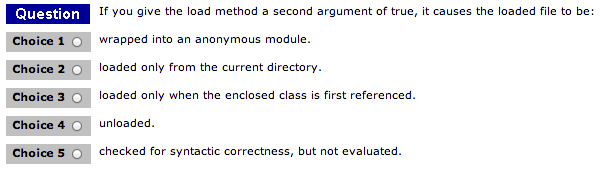 Question If you give the load method a second argument of true, it causes the loaded file to be:
Choice 1 wrapped into an anonymous module.
Choice 2 loaded only from the current directory.
Choice 3 loaded only when the enclosed class is first referenced.
Choice 4 unloaded.
Choice 5 checked for syntactic correctness, but not evaluated.